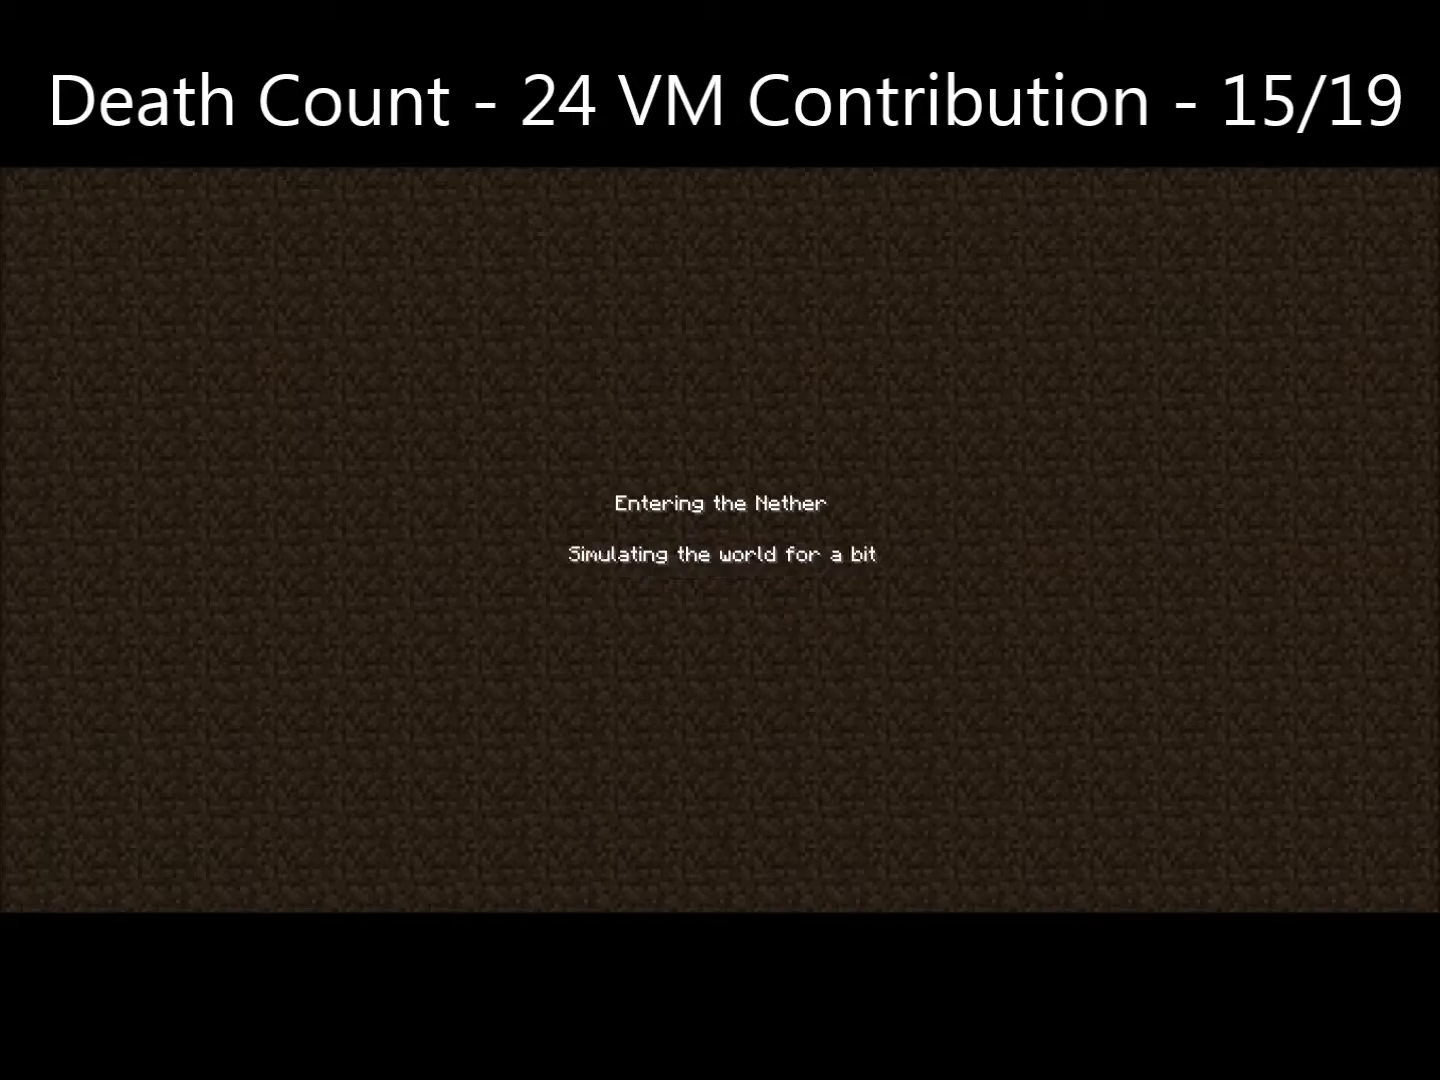 Death Count - 24 VM Contribution - 15/19
Entering the Nether
Simulating the world for a bit